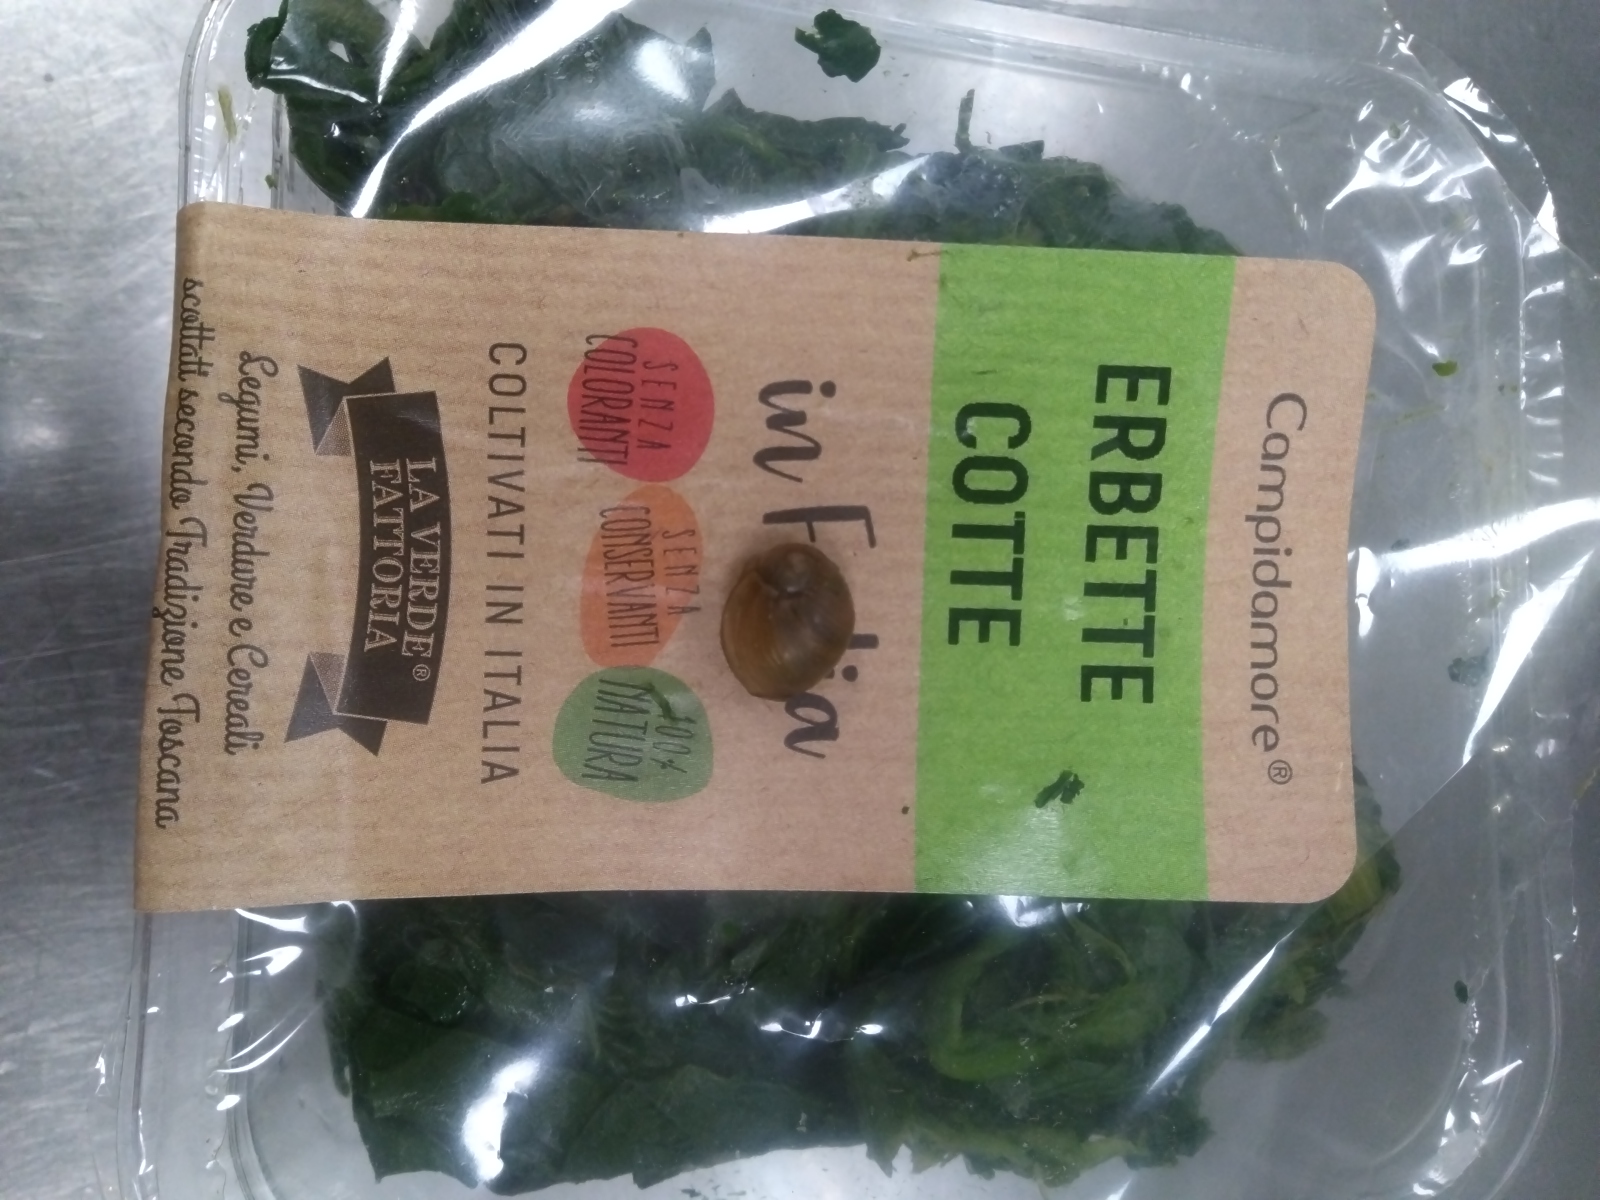 Campidamore®
ERBETTE
COTTE
in
SENZA
COLORANTI
SENZA
CONSERVANTI
100%
NATURA
COLTIVATI IN ITALIA
LA VERDE®
FATTORIA
Legumi, Verdure e Cereali
scottati secondo Tradizione Toscana